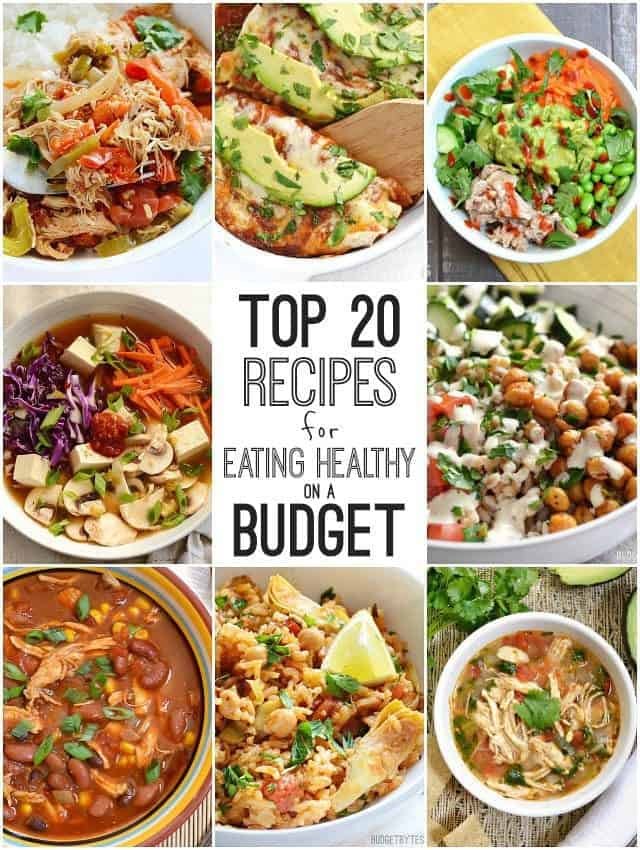 TOP 20
RECIPES
for
EATING HEALTHY
ON A
BUDGET
BUDGETBYTES